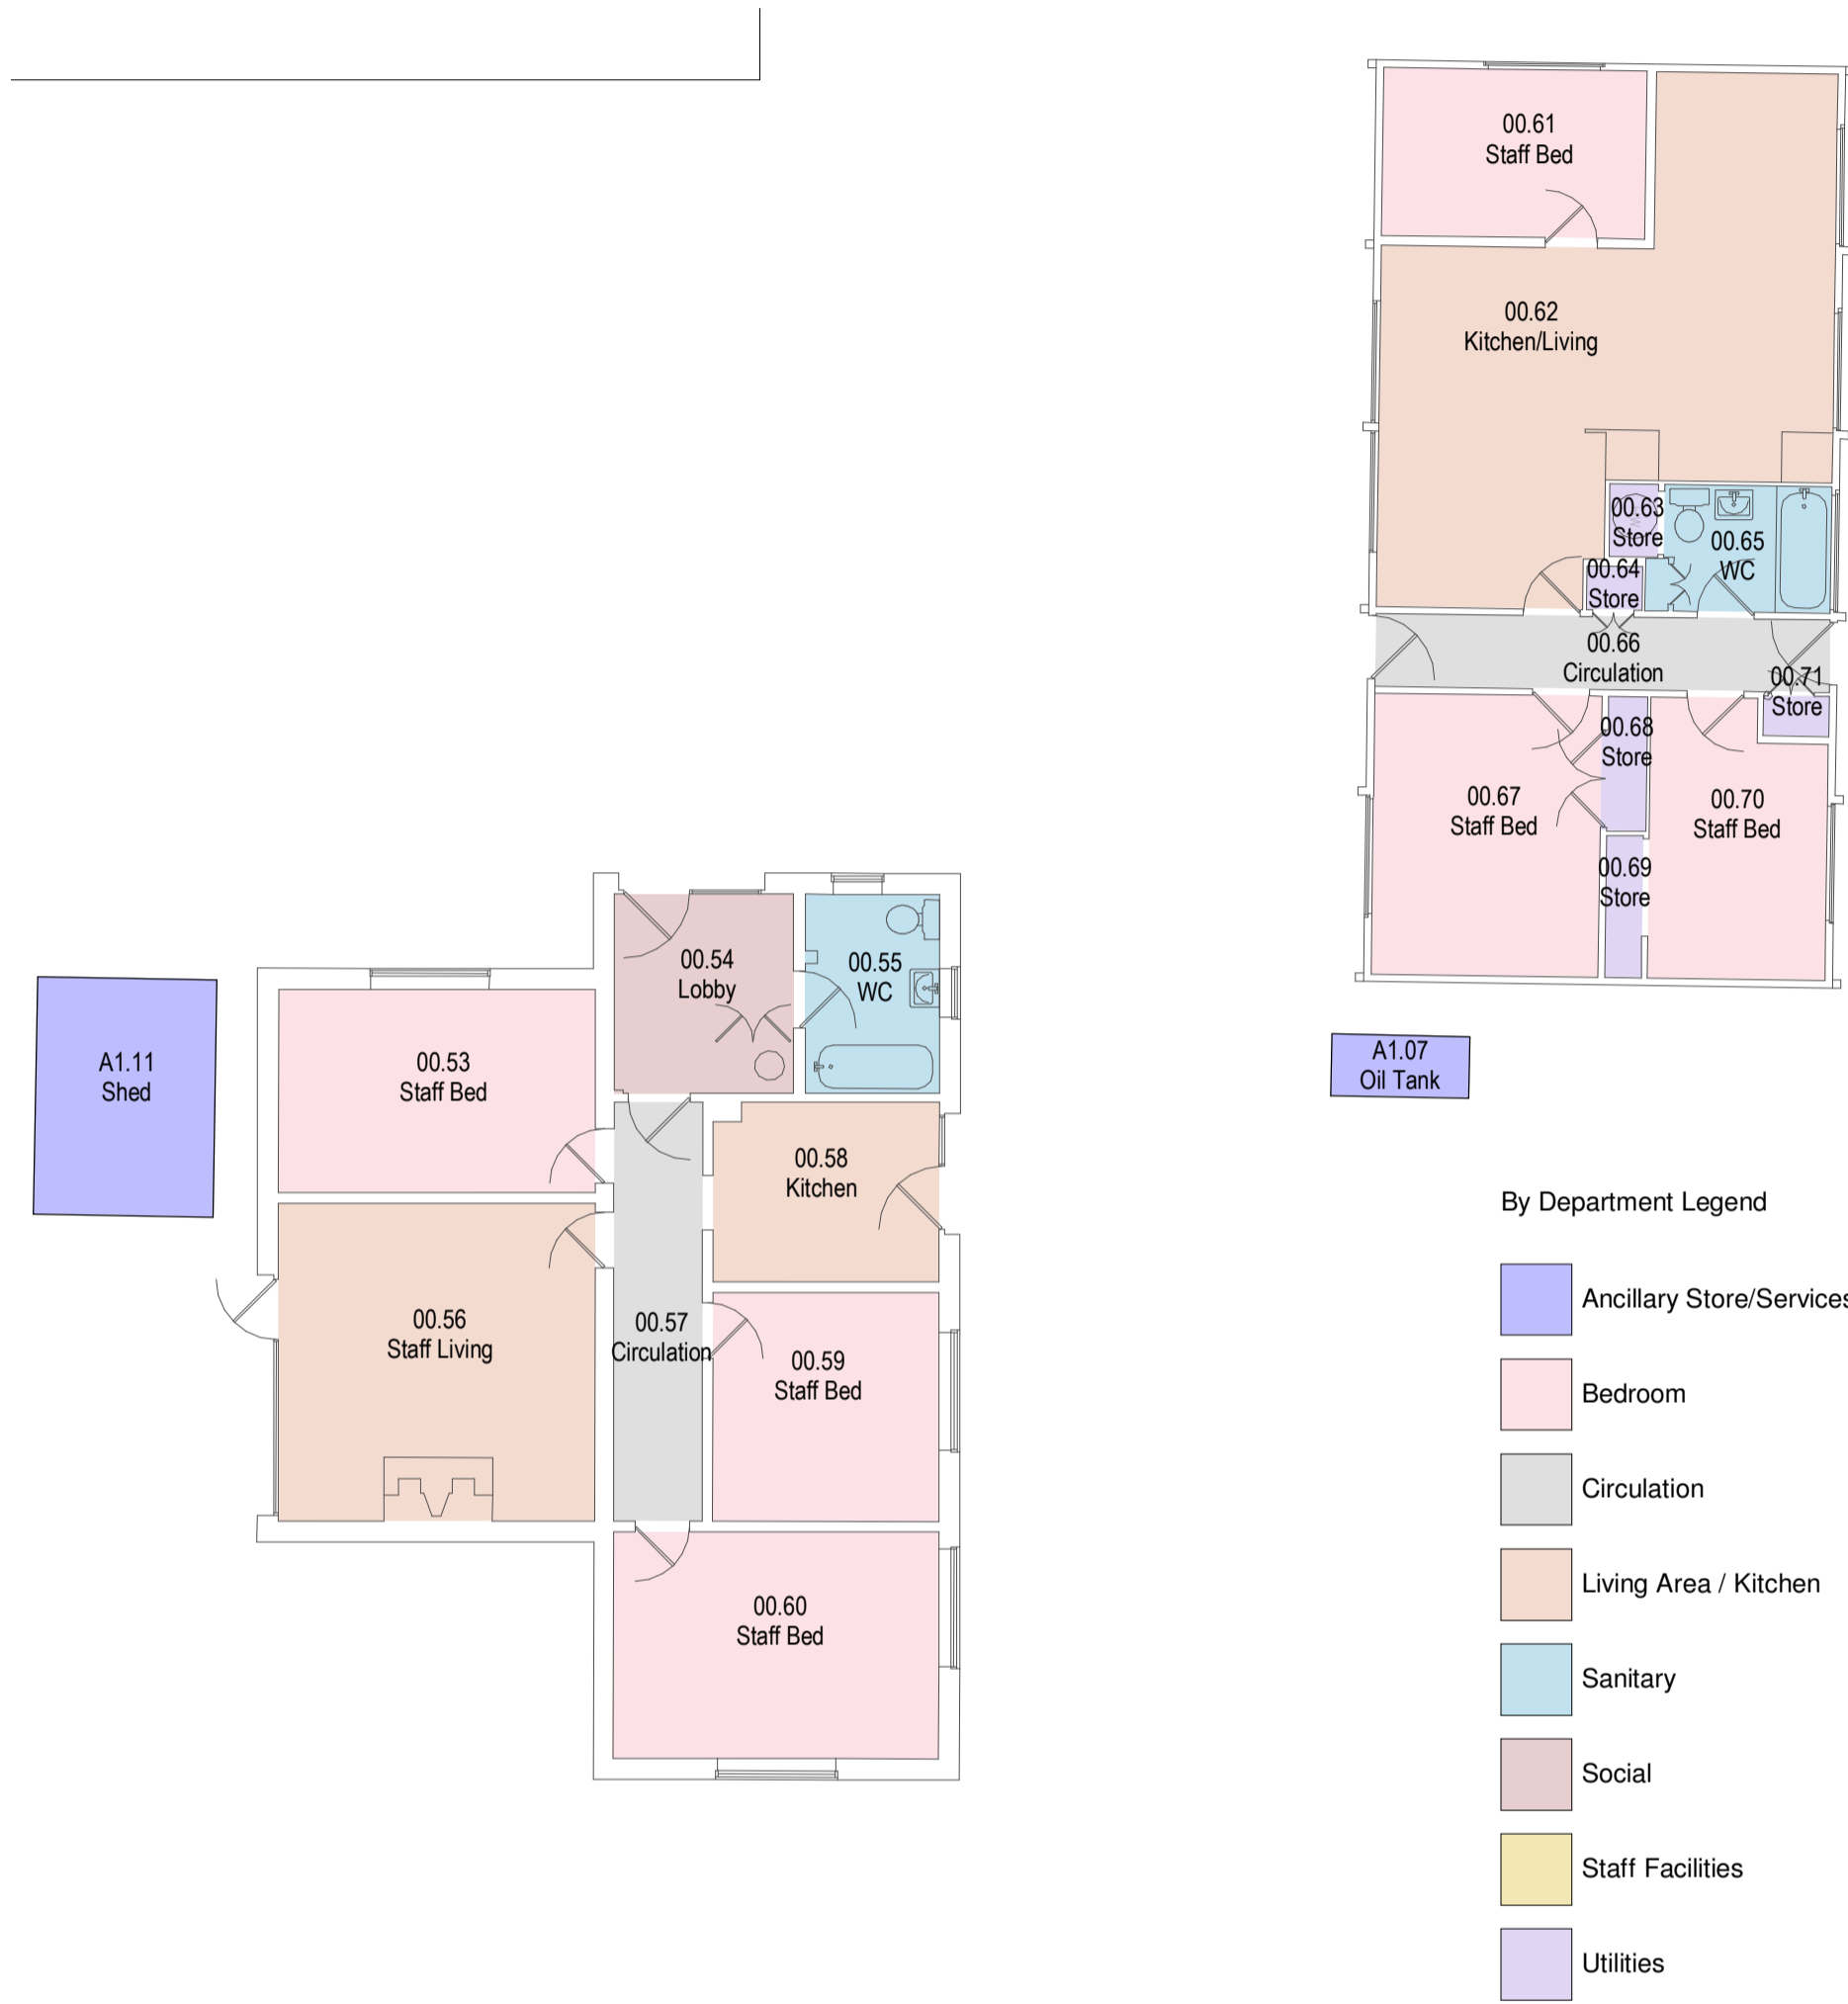 00.61
Staff Bed
00.62
Kitchen/Living
00.63
Store
00.65
WC
00.64
Store
00.66
Circulation
00.71
Store
00.68
Store
00.67
Staff Bed
00.70
Staff Bed
00.69
Store
00.54
Lobby
00.55
WC
A1.11
Shed
00.53
Staff Bed
A1.07
Oil Tank
00.58
Kitchen
00.56
Staff Living
00.57
Circulation
00.59
Staff Bed
00.60
Staff Bed
By Department Legend
Ancillary Store/Services
Bedroom
Circulation
Living Area / Kitchen
Sanitary
Social
Staff Facilities
Utilities